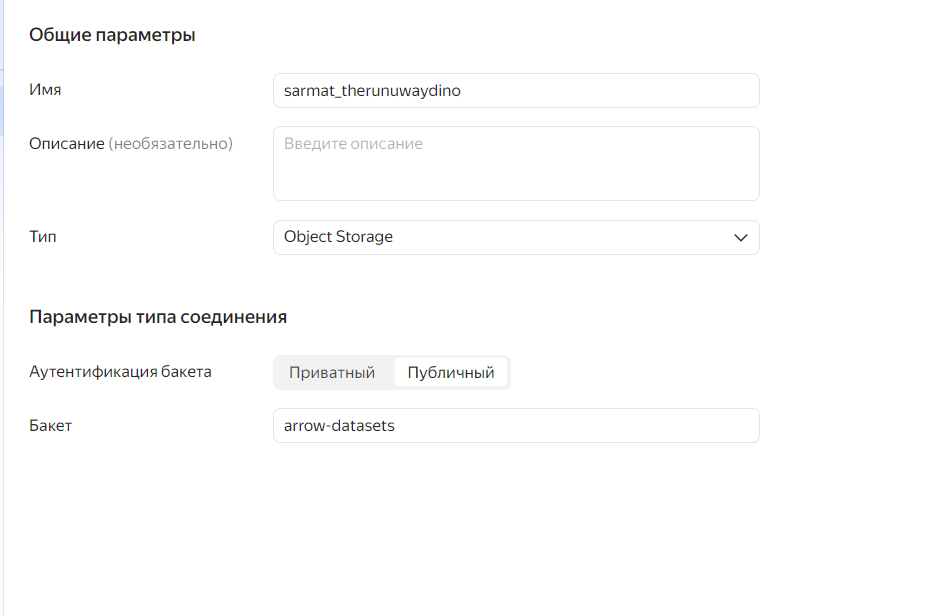 Общие параметры
Имя
sarmat_therunuwaydino
Описание (необязательно)
Введите описание
Тип
Object Storage
Параметры типа соединения
Аутентификация бакета
Приватный Публичный
Бакет
arrow-datasets